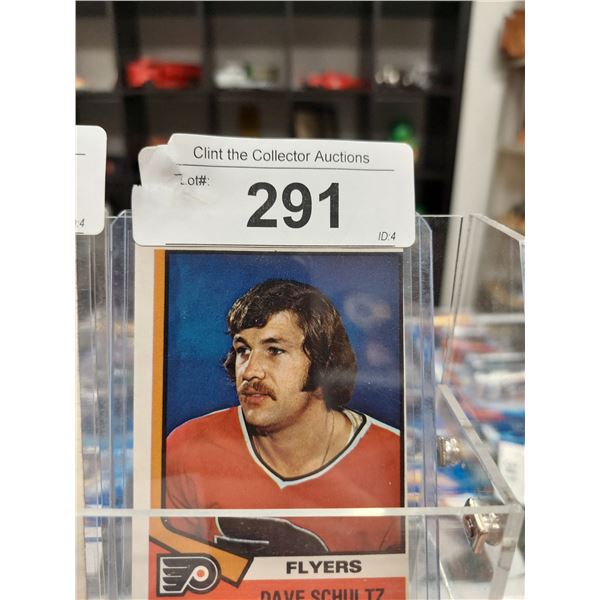 Clint the Collector Auctions
Lot#:
291
ID:4
FLYERS
DAVE SCHULTZ